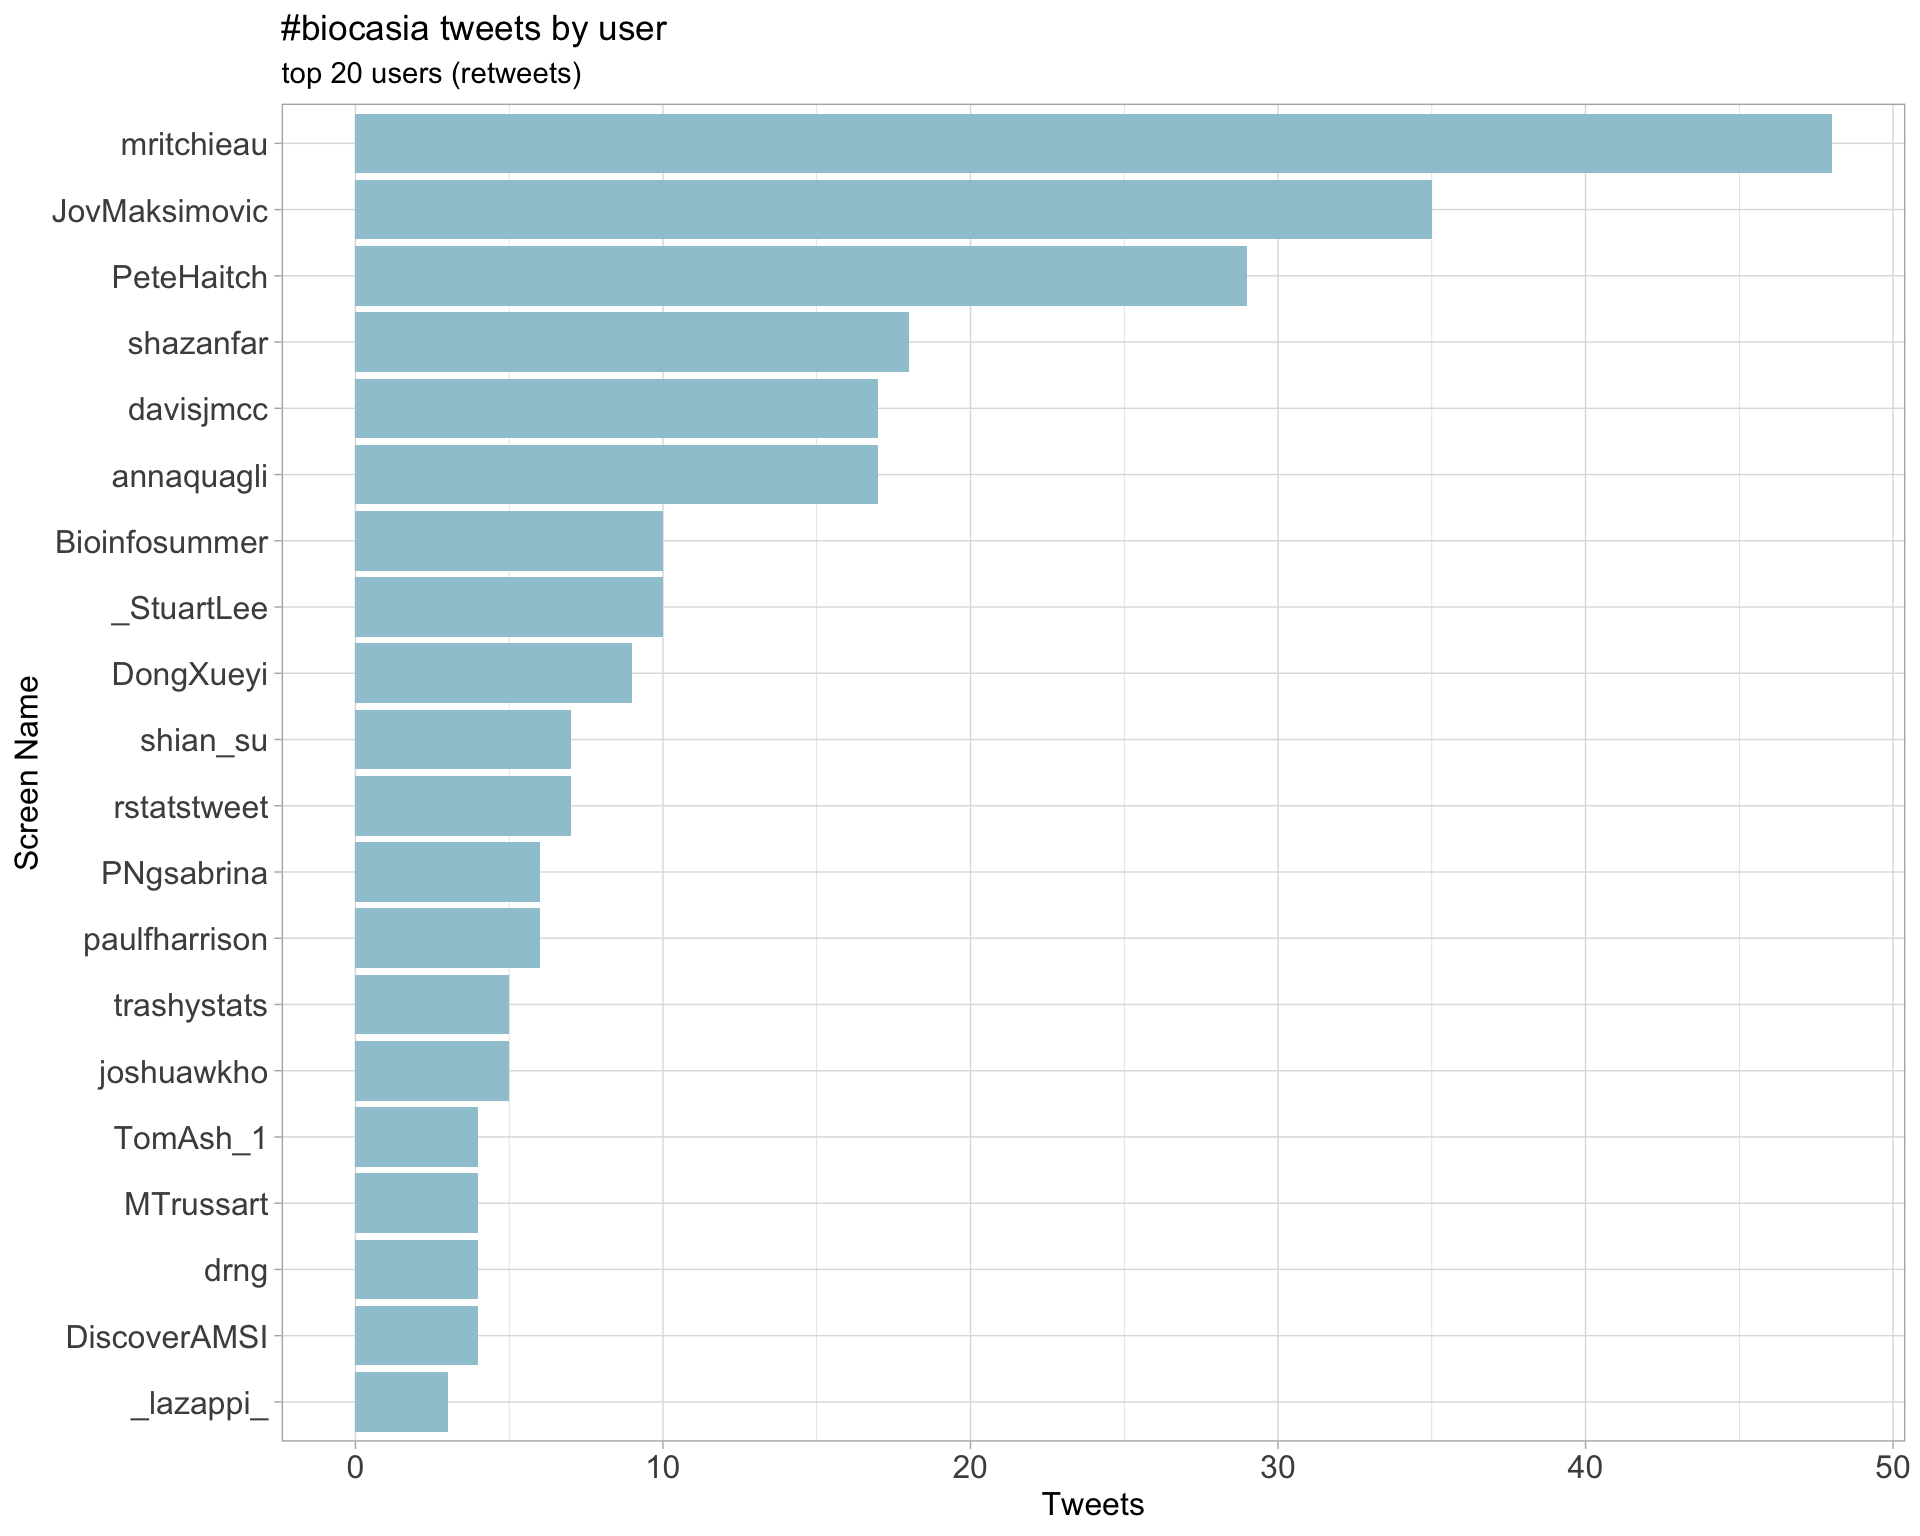 #biocasia tweets by user
top 20 users (retweets)
Screen Name
mritchieau
JovMaksimovic
PeteHaitch
shazanfar
davisjmcc
annaquagli
Bioinfosummer
_StuartLee
DongXueyi
shian_su
rstatstweet
PNgsabrina
paulfharrison
trashystats
joshuawkho
TomAsh_1
MTrussart
drng
DiscoverAMSI
_lazappi_
0 10 20 30 40 50
Tweets